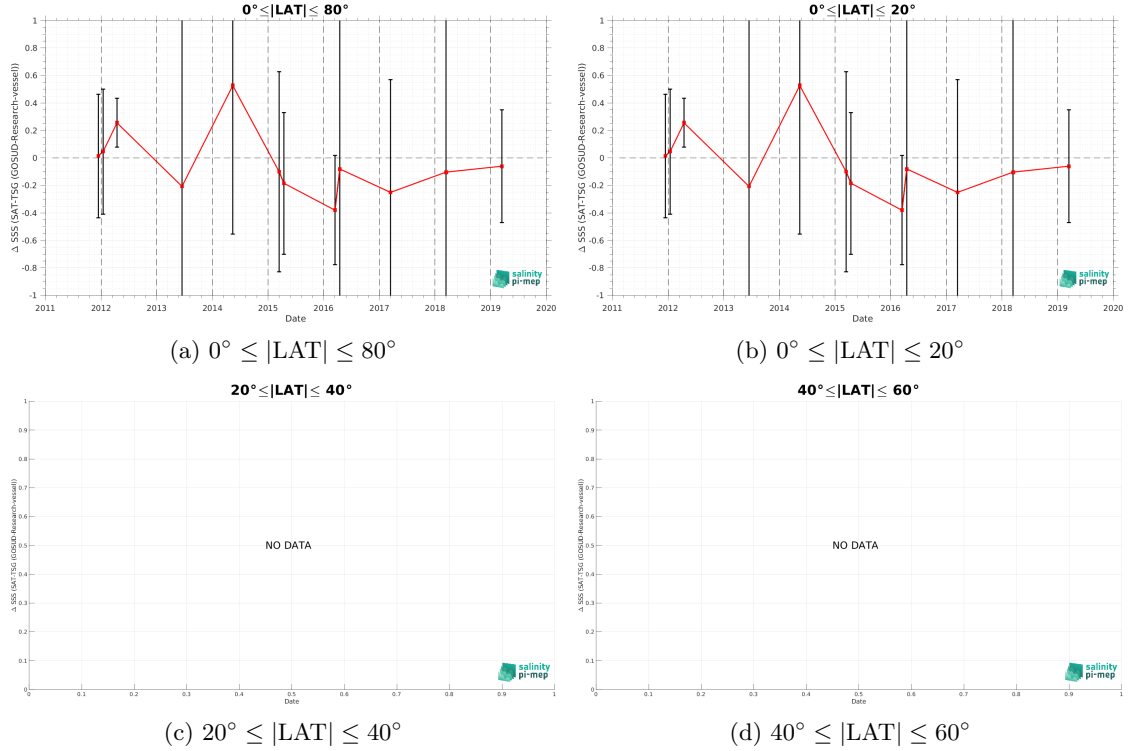 0°≤|LAT|≤ 80°
1
0.8
0.6
0.4
0.2
0
-0.2
-0.4
-0.6
-0.8
-1
Δ SSS (SAT-TSG (GOSUD-Research-vessel))
2011 2012 2013 2014 2015 2016 2017 2018 2019 2020
Date
salinity
pi-mep
(a) 0° ≤ |LAT| ≤ 80°
0°≤|LAT|≤ 20°
1
0.8
0.6
0.4
0.2
0
-0.2
-0.4
-0.6
-0.8
-1
Δ SSS (SAT-TSG (GOSUD-Research-vessel))
2011 2012 2013 2014 2015 2016 2017 2018 2019 2020
Date
salinity
pi-mep
(b) 0° ≤ |LAT| ≤ 20°
20°≤|LAT|≤ 40°
1
0.9
0.8
0.7
0.6
0.5
0.4
0.3
0.2
0.1
0
Δ SSS (SAT-TSG (GOSUD-Research-vessel))
NO DATA
0 0.1 0.2 0.3 0.4 0.5 0.6 0.7 0.8 0.9 1
Date
salinity
pi-mep
(c) 20° ≤ |LAT| ≤ 40°
40°≤|LAT|≤ 60°
1
0.9
0.8
0.7
0.6
0.5
0.4
0.3
0.2
0.1
0
Δ SSS (SAT-TSG (GOSUD-Research-vessel))
NO DATA
0 0.1 0.2 0.3 0.4 0.5 0.6 0.7 0.8 0.9 1
Date
salinity
pi-mep
(d) 40° ≤ |LAT| ≤ 60°